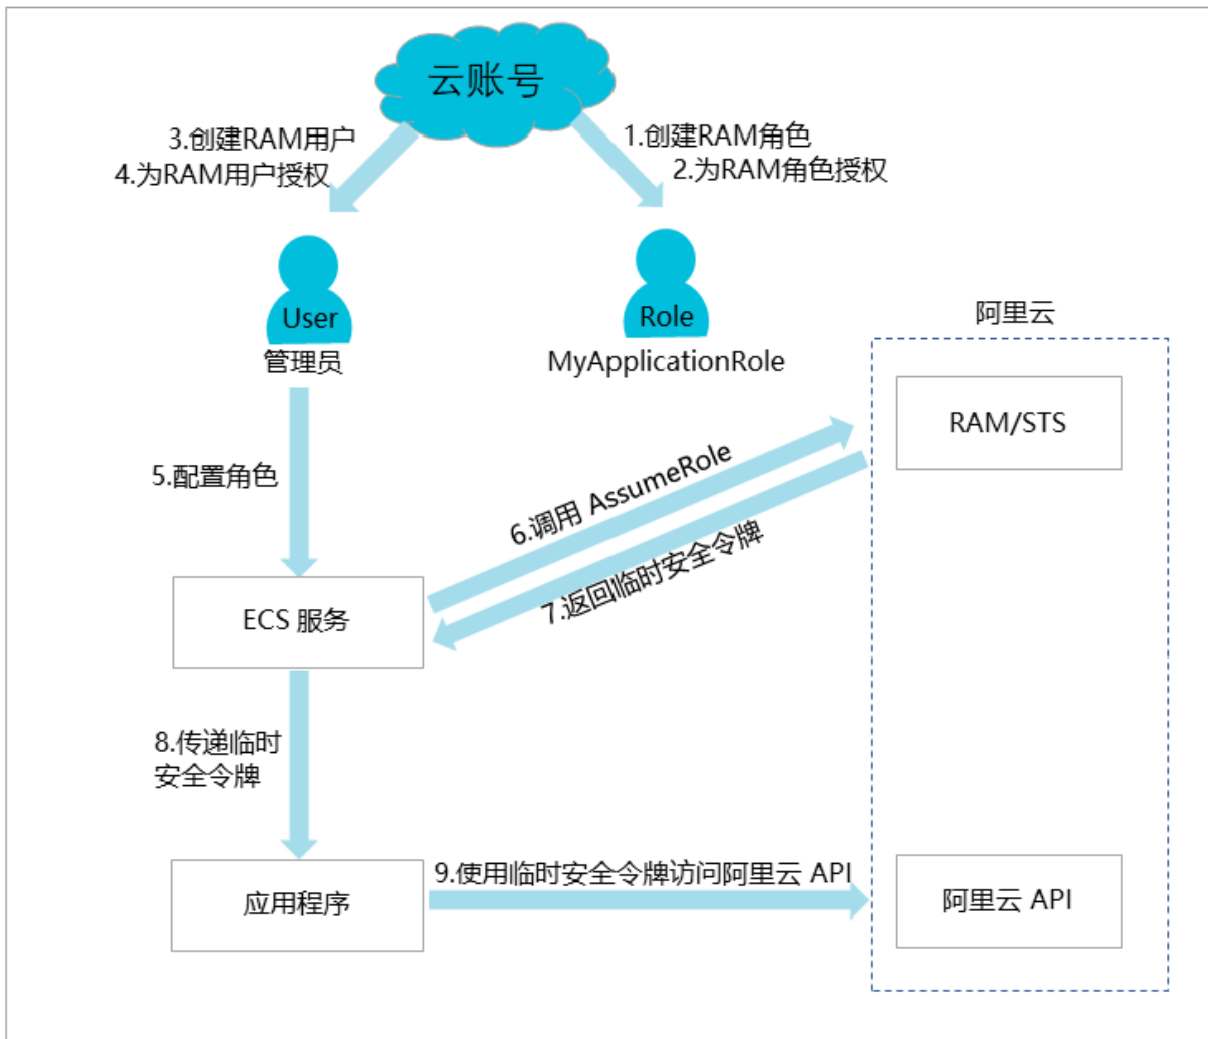 云账号
3.创建RAM用户
4.为RAM用户授权
1.创建RAM角色
2.为RAM角色授权
User
管理员
Role
MyApplicationRole
阿里云
RAM/STS
5.配置角色
6.调用 AssumeRole
7.返回临时安全令牌
ECS 服务
8.传递临时
安全令牌
应用程序
9.使用临时安全令牌访问阿里云 API
阿里云 API